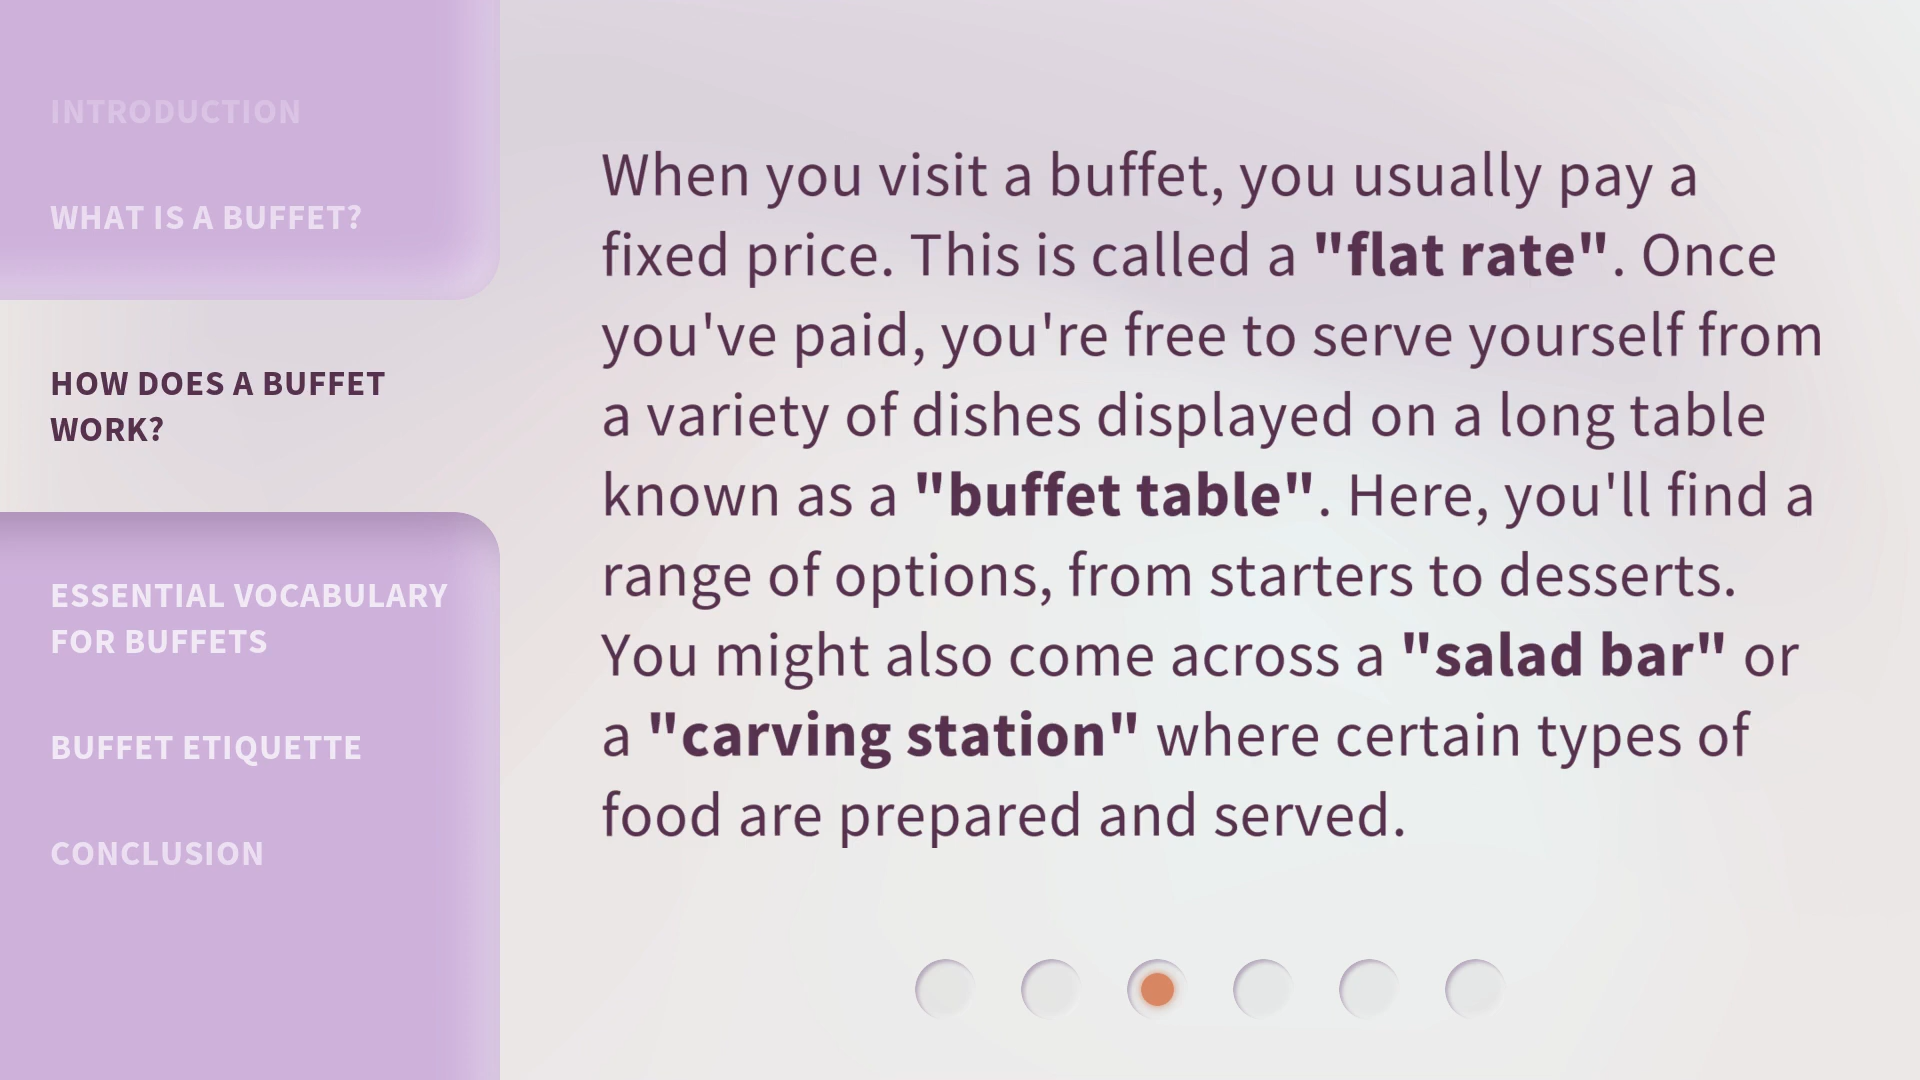 INTRODUCTION
WHAT IS A BUFFET?
HOW DOES A BUFFET
WORK?
ESSENTIAL VOCABULARY
FOR BUFFETS
BUFFET ETIQUETTE
CONCLUSION
When you visit a buffet, you usually pay a
fixed price. This is called a "flat rate". Once
you've paid, you're free to serve yourself from
a variety of dishes displayed on a long table
known as a "buffet table". Here, you'll find a
range of options, from starters to desserts.
You might also come across a "salad bar" or
a "carving station" where certain types of
food are prepared and served.